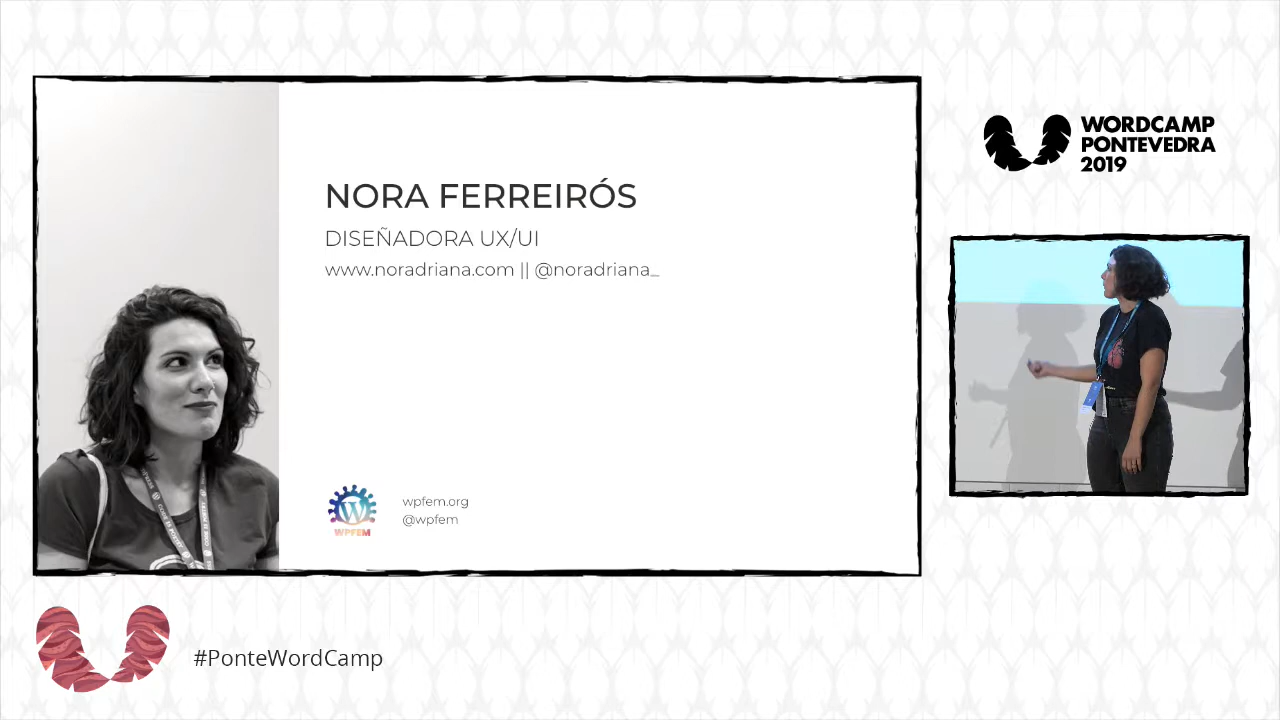 NORA FERREIRÓS
DISEÑADORA UX/UI
www.noradriana.com || @noradriana_
WPFEM
wpfem.org
@wpfem
WORDCAMP
PONTEVEDRA
2019
#PonteWordCamp